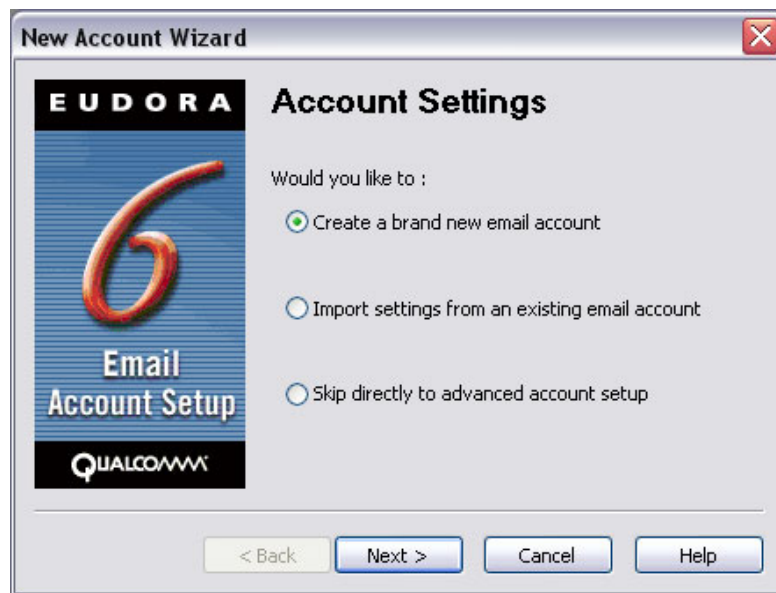 New Account Wizard
EUDORA
6
Email
Account Setup
QUALCOMM
Account Settings
Would you like to :
Create a brand new email account
Import settings from an existing email account
Skip directly to advanced account setup
< Back
Next >
Cancel
Help